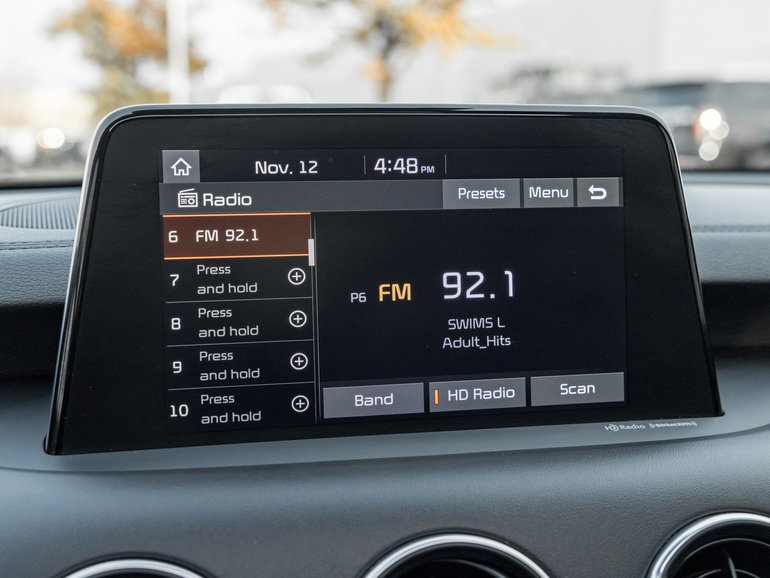 Nov. 12 4:48 PM
Radio Presets Menu
6 FM 92.1
7 Press and hold
8 Press and hold
9 Press and hold
10 Press and hold
P6 FM 92.1
SWIMS L
Adult_Hits
Band HD Radio Scan
HD Radio SiriusXM